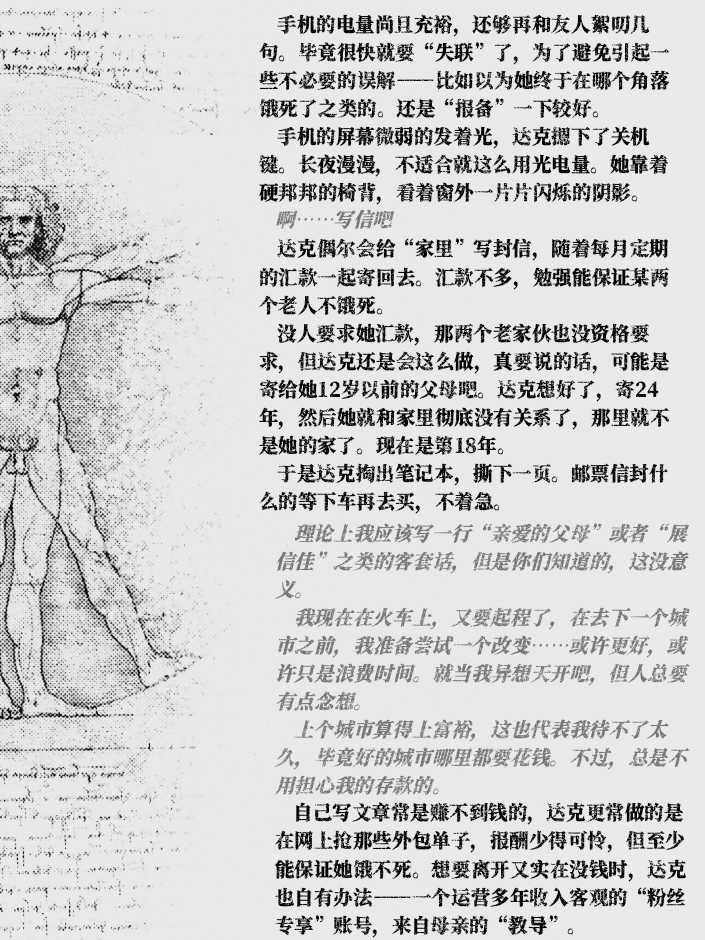 手机的电量尚且充裕，还够再和友人絮叨几
句。毕竟很快就要“失联”了，为了避免引起一
些不必要的误解——比如以为她终于在哪个角落
饿死了之类的。还是“报备”一下较好。
手机的屏幕微弱的发着光，达克摁下了关机
键。长夜漫漫，不适合就这么用光电量。她靠着
硬邦邦的椅背，看着窗外一片片闪烁的阴影。
啊……写信吧
达克偶尔会给“家里”写封信，随着每月定期
的汇款一起寄回去。汇款不多，勉强能保证某两
个老人不饿死。
没人要求她汇款，那两个老家伙也没资格要
求，但达克还是会这么做，真要说的话，可能是
寄给她12岁以前的父母吧。达克想好了，寄24
年，然后她就和家里彻底没有关系了，那里就不
是她的家了。现在是第18年。
于是达克掏出笔记本，撕下一页。邮票信封什
么的等下车再去买，不着急。
理论上我应该写一行“亲爱的父母”或者“展
信佳”之类的客套话，但是你们知道的，这没意
义。
我现在在火车上，又要起程了，在去下一个城
市之前，我准备尝试一个改变……或许更好，或
许只是浪费时间。就当我异想天开吧，但人总要
有点念想。
上个城市算得上富裕，这也代表我待不了太
久，毕竟好的城市哪里都要花钱。不过，总是不
用担心我的存款的。
自己写文章常是赚不到钱的，达克更常做的是
在网上抢那些外包单子，报酬少得可怜，但至少
能保证她饿不死。想要离开又实在没钱时，达克
也自有办法——一个运营多年收入客观的“粉丝
专享”账号，来自母亲的“教导”。